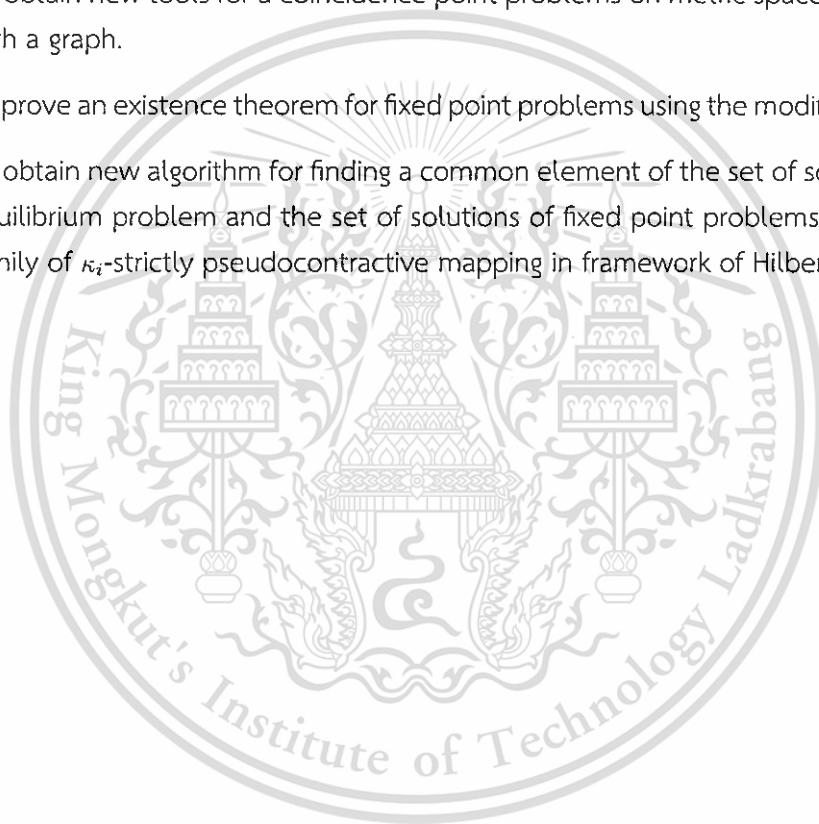 obtain new tools for a coincidence point problems on metric space
h a graph.
prove an existence theorem for fixed point problems using the modi
obtain new algorithm for finding a common element of the set of s
uilibrium problem and the set of solutions of fixed point problems
nily of κᵢ-strictly pseudocontractive mapping in framework of Hilber
King Mongkut's Institute of Technology Ladkrabang